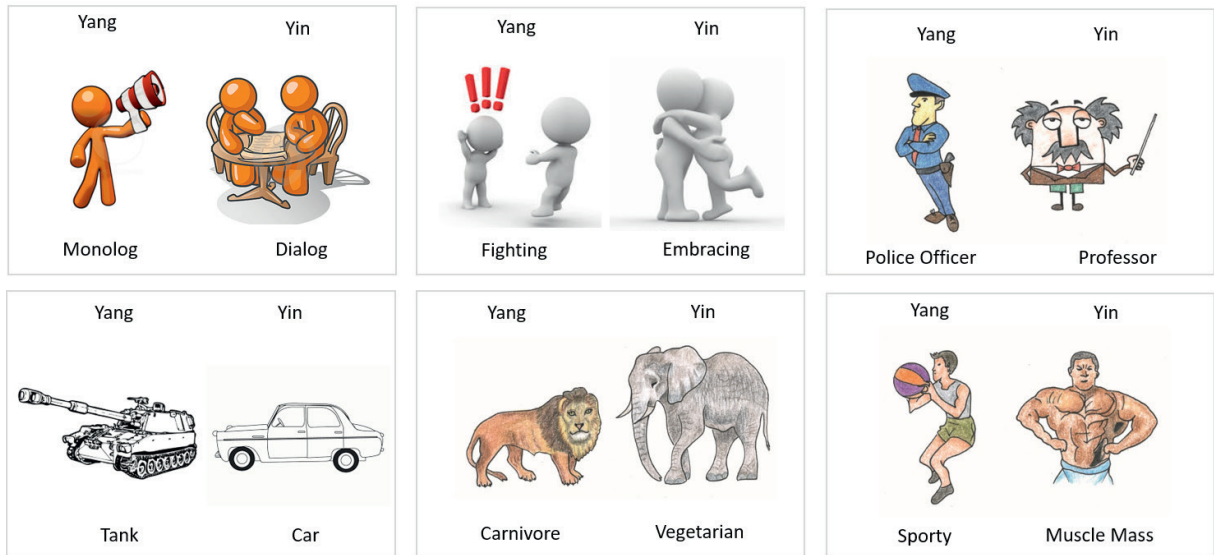 Yang Yin
Monolog Dialog
Yang Yin
Fighting Embracing
Yang Yin
Police Officer Professor
Yang Yin
Tank Car
Yang Yin
Carnivore Vegetarian
Yang Yin
Sporty Muscle Mass